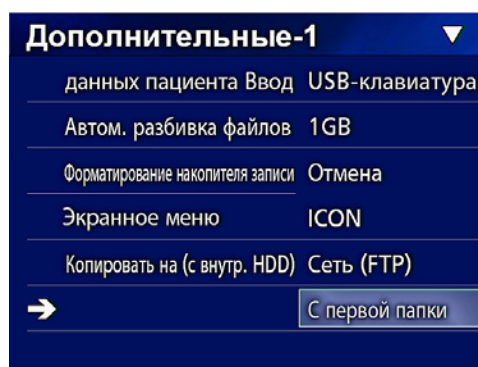 Дополнительные-1 ▼
данных пациента Ввод USB-клавиатура
Автом. разбивка файлов 1GB
Форматирование накопителя записи Отмена
Экранное меню ICON
Копировать на (с внутр. HDD) Сеть (FTP)
➔ С первой папки